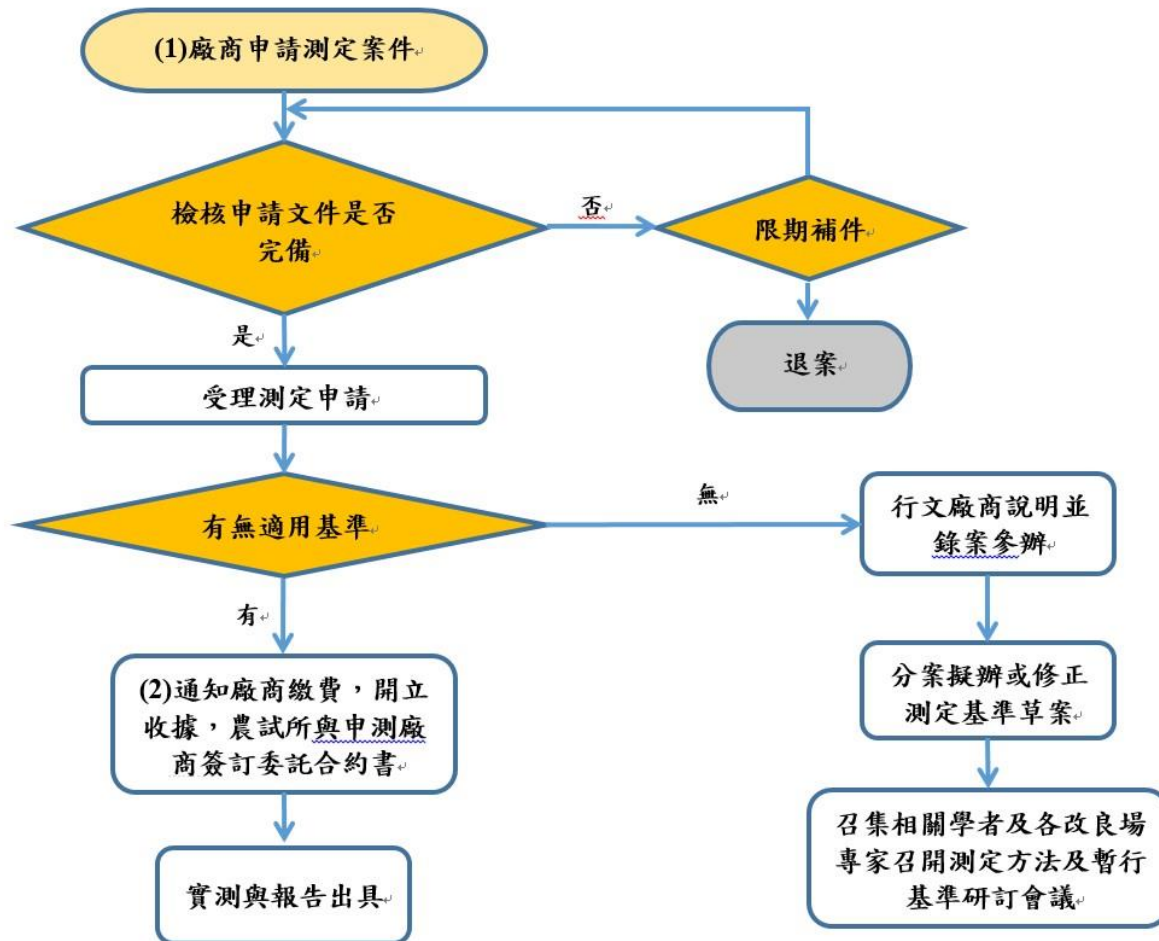 (1)廠商申請測定案件
檢核申請文件是否
完備
否
限期補件
退案
是
受理測定申請
有無適用基準
無
行文廠商說明並
錄案參辦
有
(2)通知廠商繳費，開立
收據，農試所與申測廠
商簽訂委託合約書
分案擬辦或修正
測定基準草案
實測與報告出具
召集相關學者及各改良場
專家召開測定方法及暫行
基準研訂會議